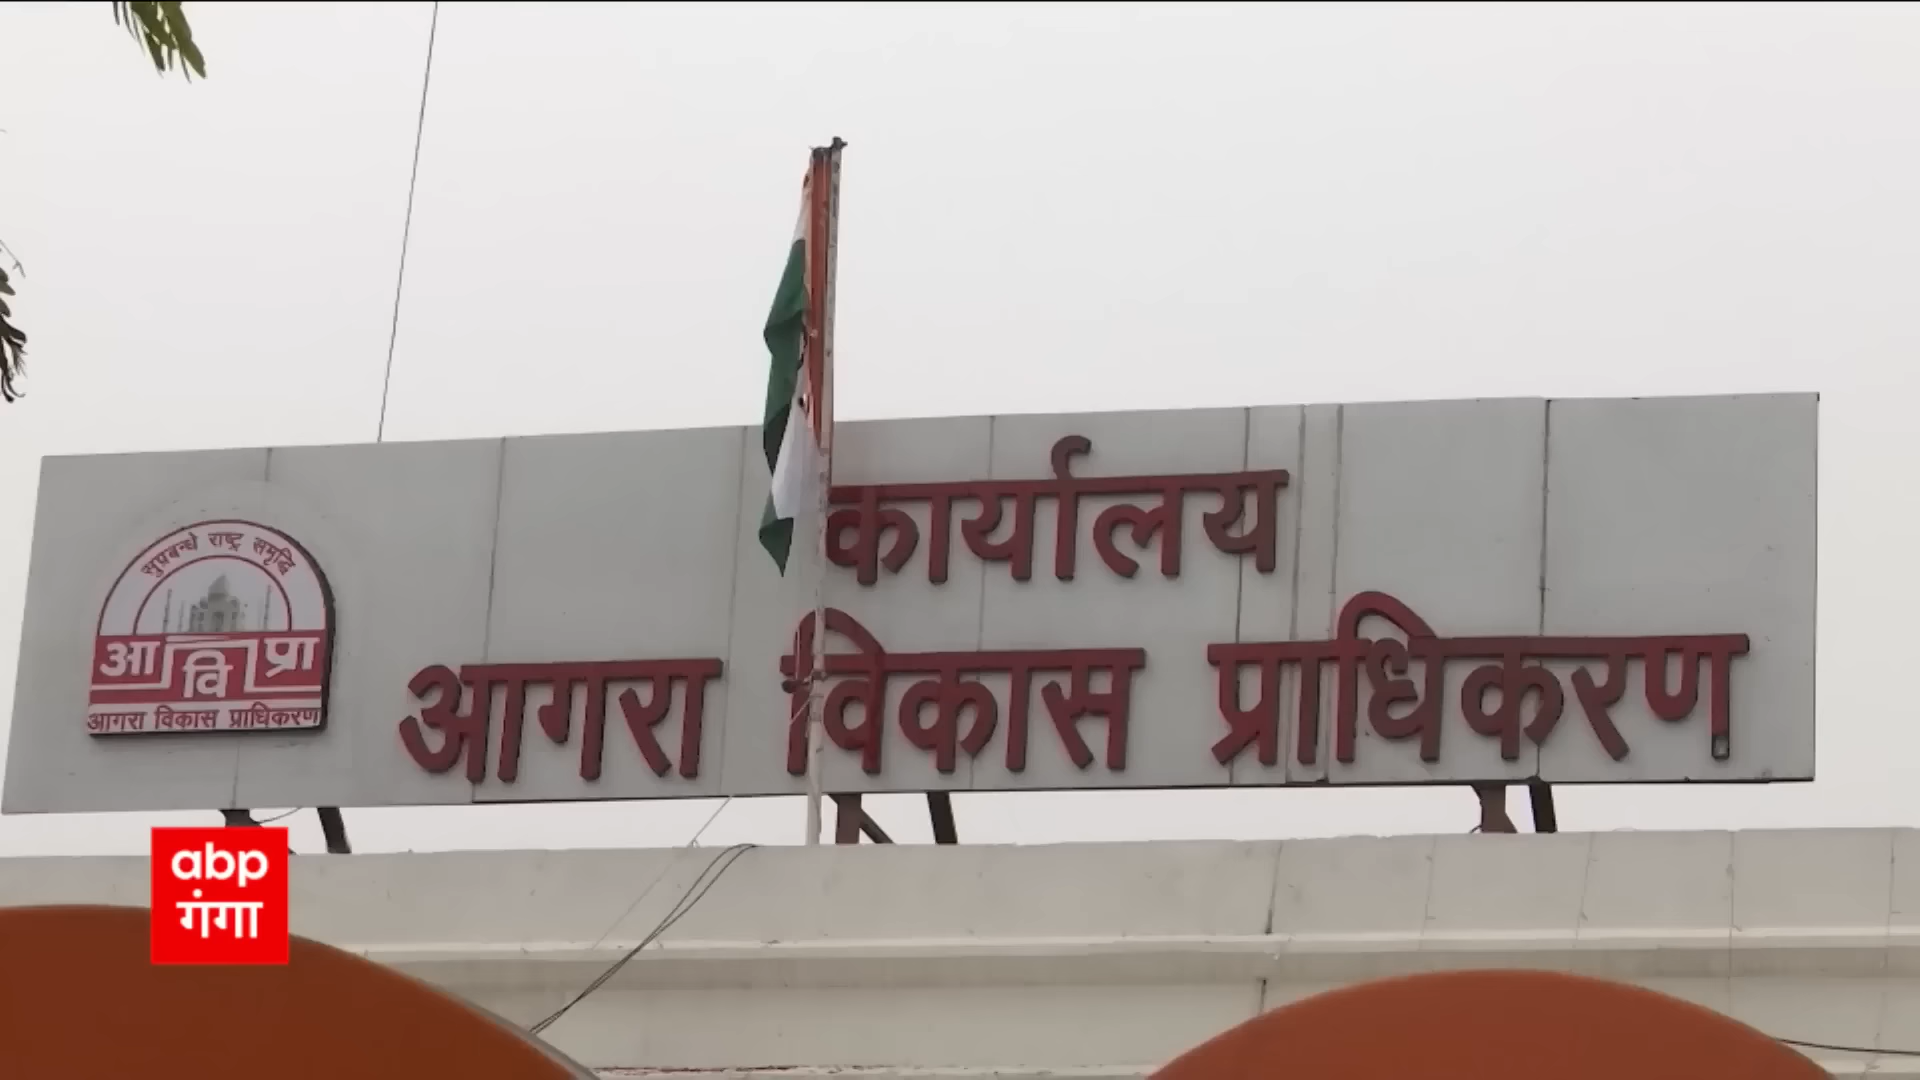 कार्यालय
आगरा विकास प्राधिकरण
सुप्रबन्धे राष्ट्र समृद्धि
आ वि प्रा
आगरा विकास प्राधिकरण
abp
गंगा